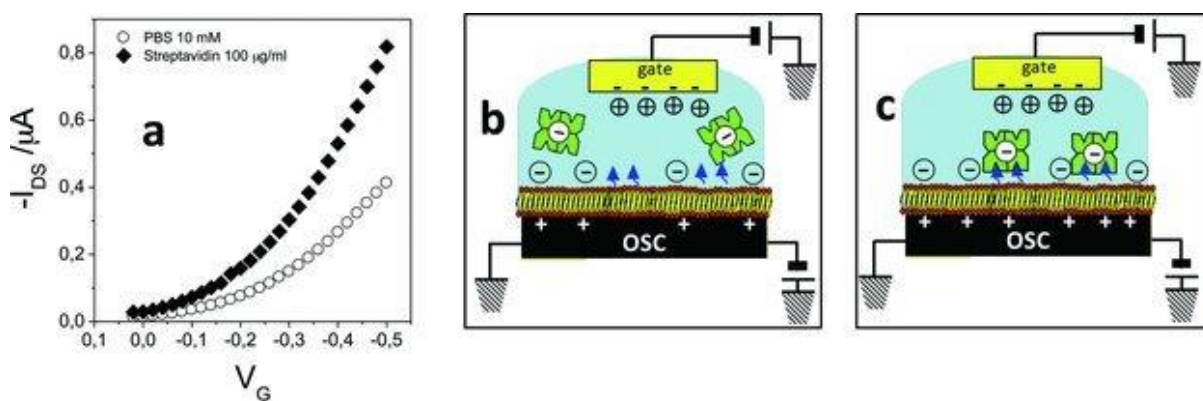 ○ PBS 10 mM
◆ Streptavidin 100 μg/ml
a
-I_DS /μA
0,8
0,6
0,4
0,2
0,0
0,1 0,0 -0,1 -0,2 -0,3 -0,4 -0,5
V_G
b
gate
- - - -
⊕ ⊕ ⊕ ⊕
- -
- - - -
+ + + +
OSC
c
gate
- - - -
⊕ ⊕ ⊕ ⊕
- -
- - - -
+ + + + + +
OSC